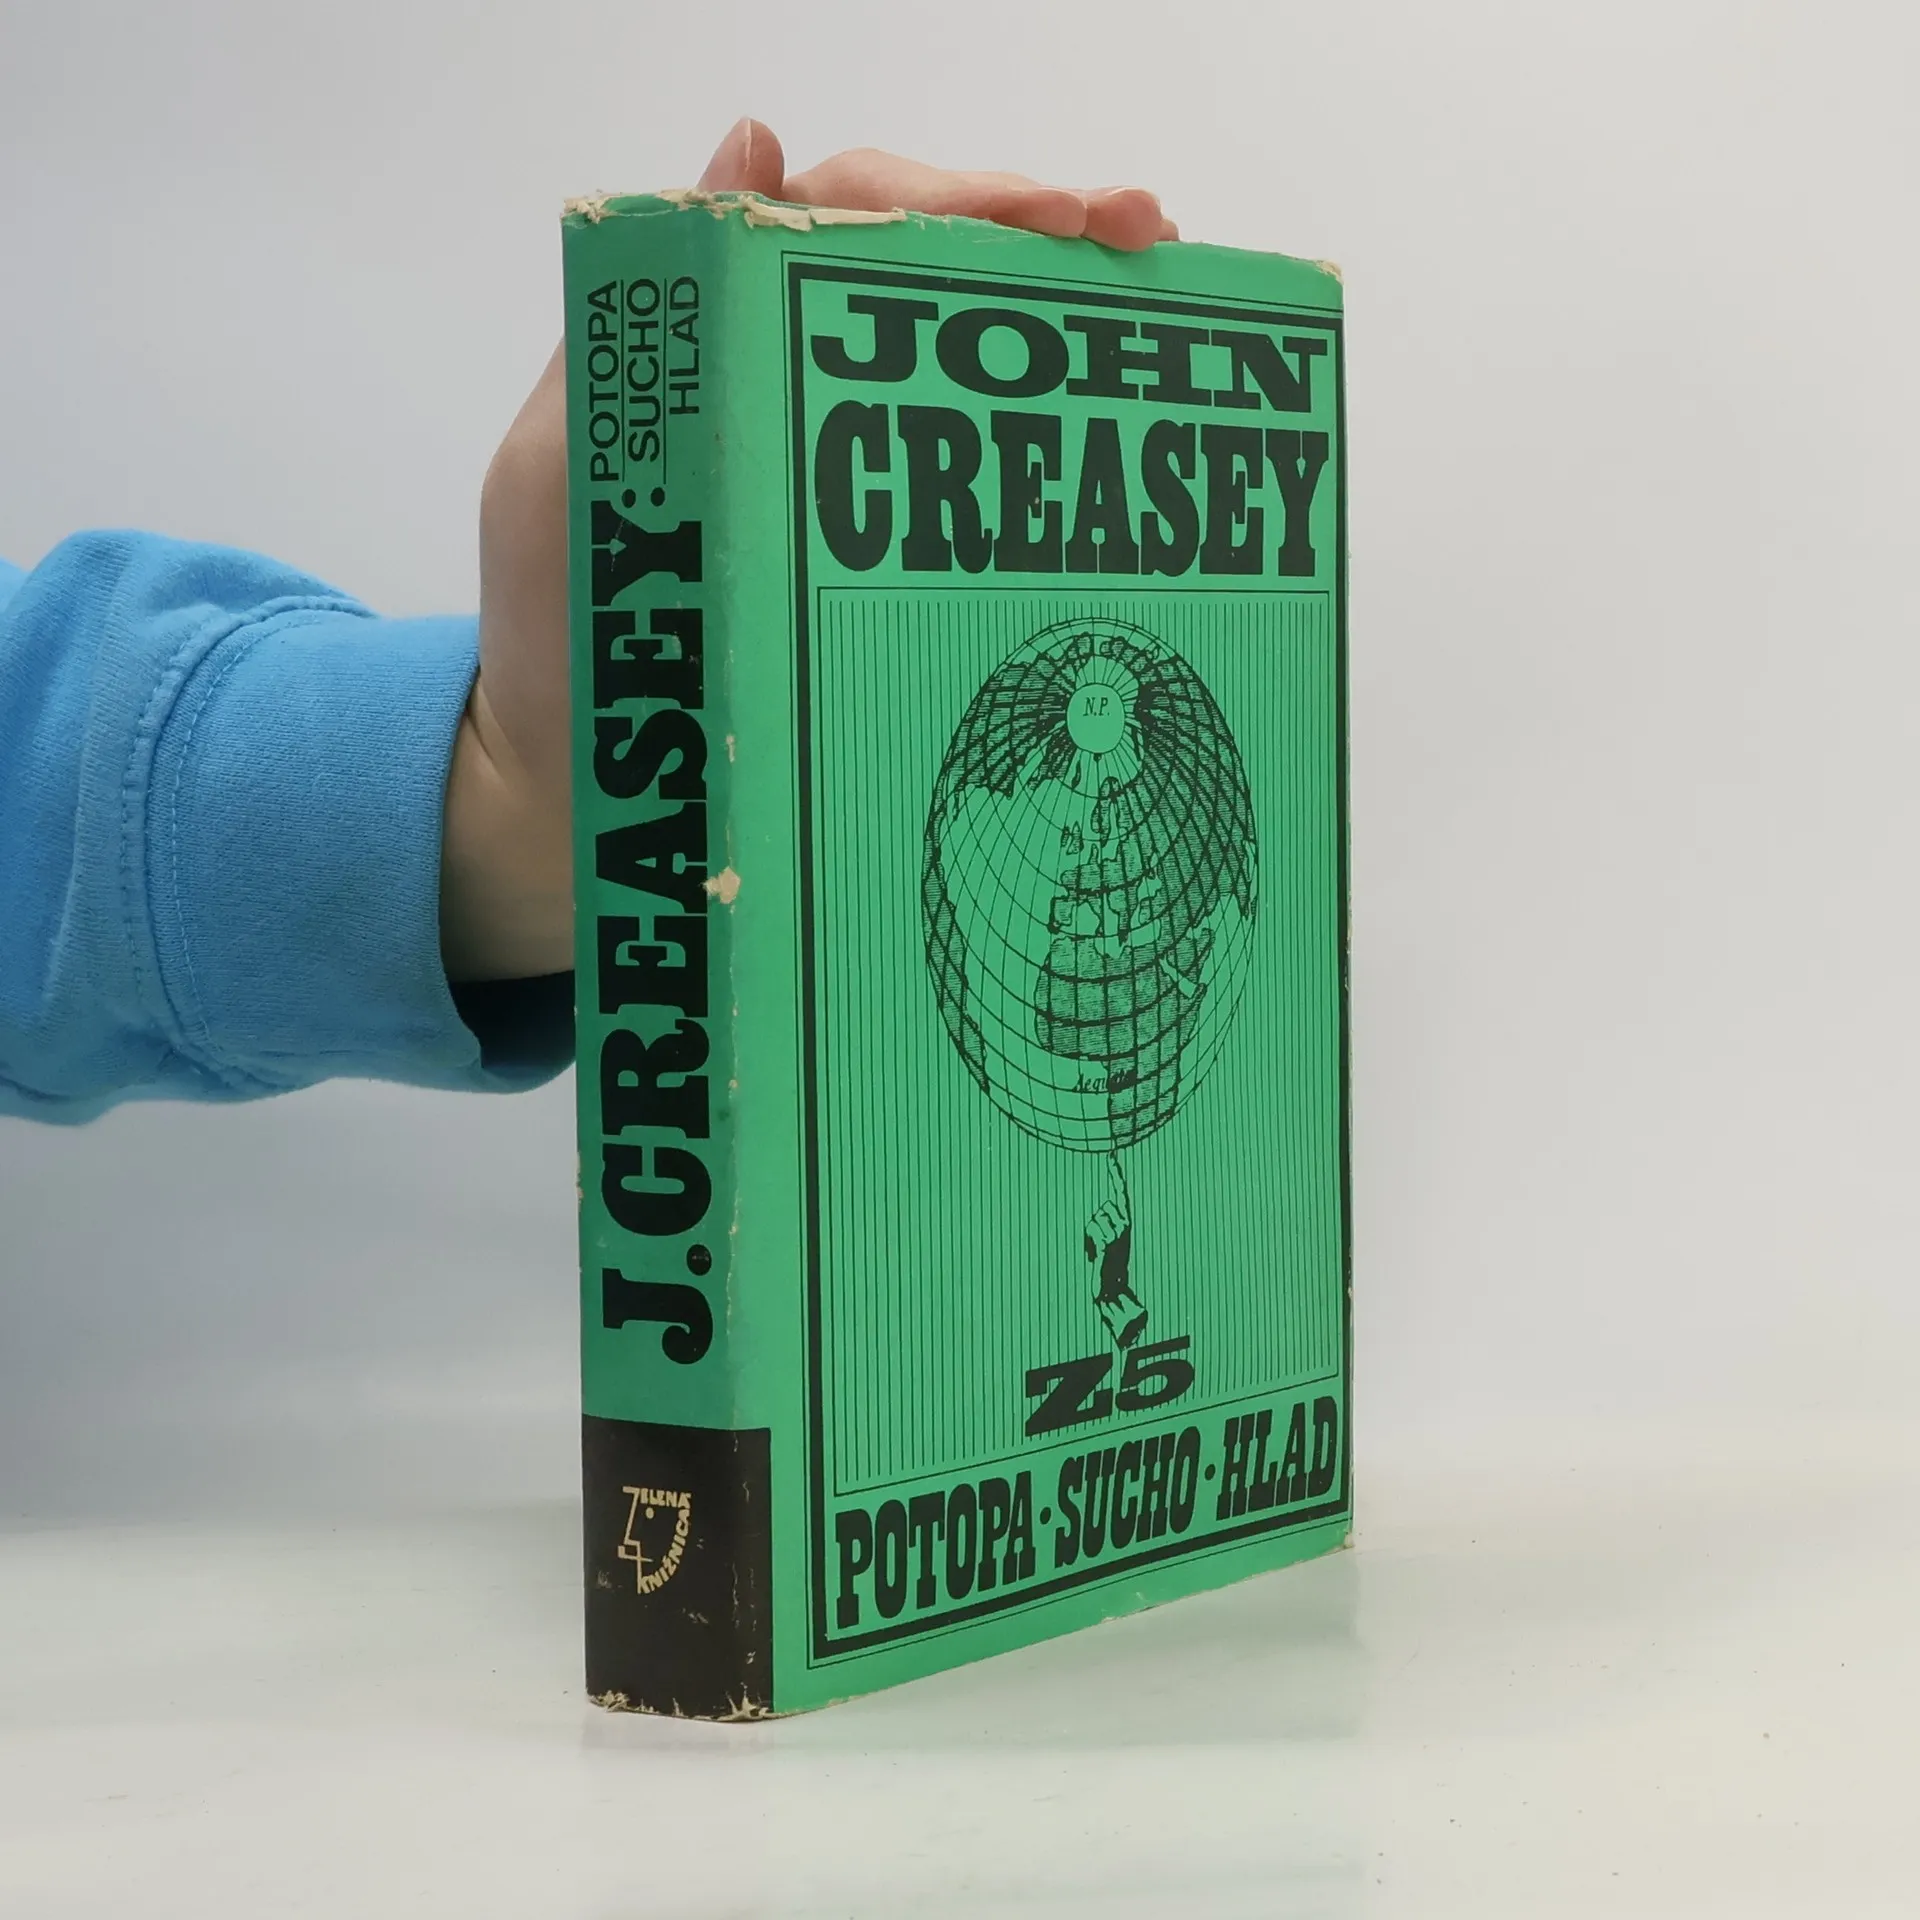 POTOPA
SUCHO
HLAD
J. CREASEY:
ZELENÁ
KNIŽNICA
JOHN
CREASEY
N.P.
Z5
POTOPA · SUCHO · HLAD